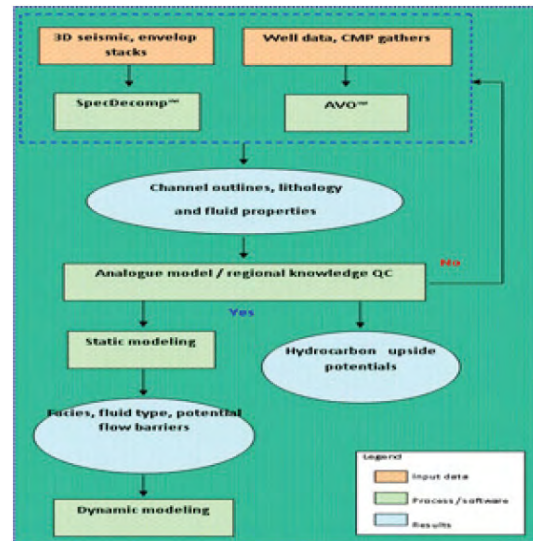 3D seismic, envelop
stacks
Well data, CMP gathers
SpecDecomp™
AVO™
Channel outlines, lithology
and fluid properties
Analogue model / regional knowledge QC
No
Yes
Static modeling
Hydrocarbon upside
potentials
Facies, fluid type, potential
flow barriers
Dynamic modeling
Legend
Input data
Process/software
Results